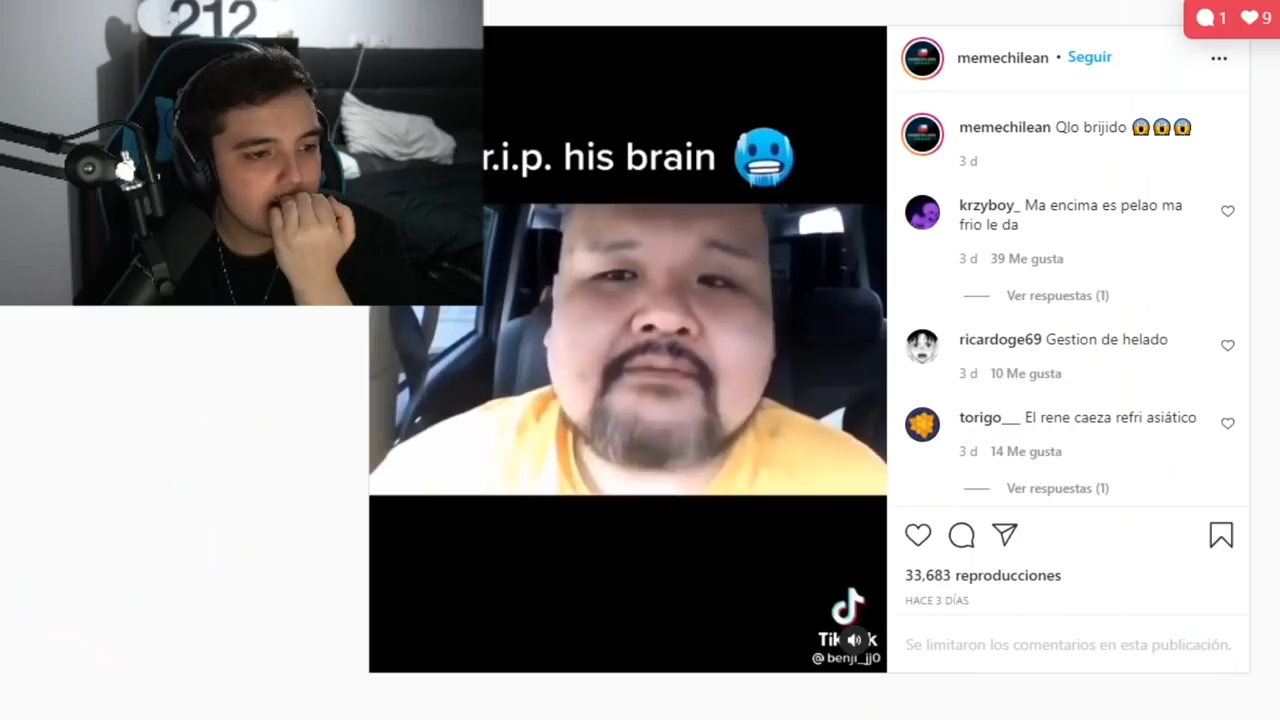 212
r.i.p. his brain
TikTok
@benji_jj0
1
9
memechilean • Seguir
memechilean Qlo brijido
3 d
krzyboy_ Ma encima es pelao ma
frio le da
3 d 39 Me gusta
Ver respuestas (1)
ricardoge69 Gestion de helado
3 d 10 Me gusta
torigo___ El rene caeza refri asiático
3 d 14 Me gusta
Ver respuestas (1)
33,683 reproducciones
HACE 3 DÍAS
Se limitaron los comentarios en esta publicación.